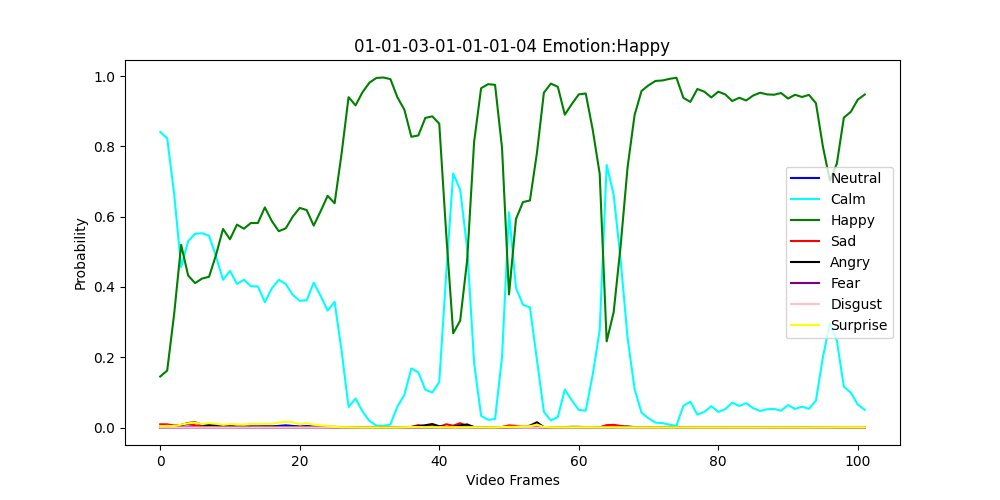 01-01-03-01-01-01-04 Emotion:Happy
Probability
1.0
0.8
0.6
0.4
0.2
0.0
0
20
40
60
80
100
Video Frames
Neutral
Calm
Happy
Sad
Angry
Fear
Disgust
Surprise